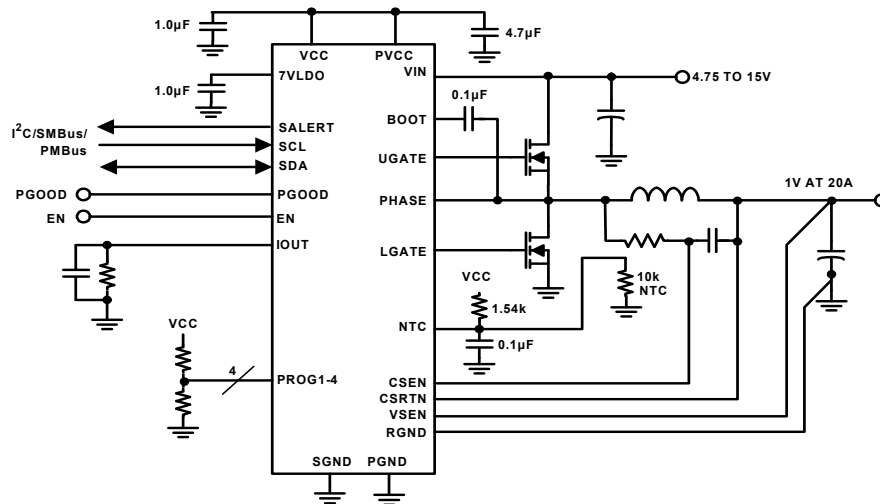 1.0µF
4.7µF
VCC
PVCC
7VLDO
VIN
4.75 TO 15V
1.0µF
0.1µF
BOOT
I²C/SMBus/
PMBus
SALERT
SCL
SDA
UGATE
PGOOD
PGOOD
PHASE
1V AT 20A
EN
EN
IOUT
LGATE
VCC
10k
NTC
1.54k
VCC
NTC
0.1µF
4
PROG1-4
CSEN
CSRTN
VSEN
RGND
SGND
PGND